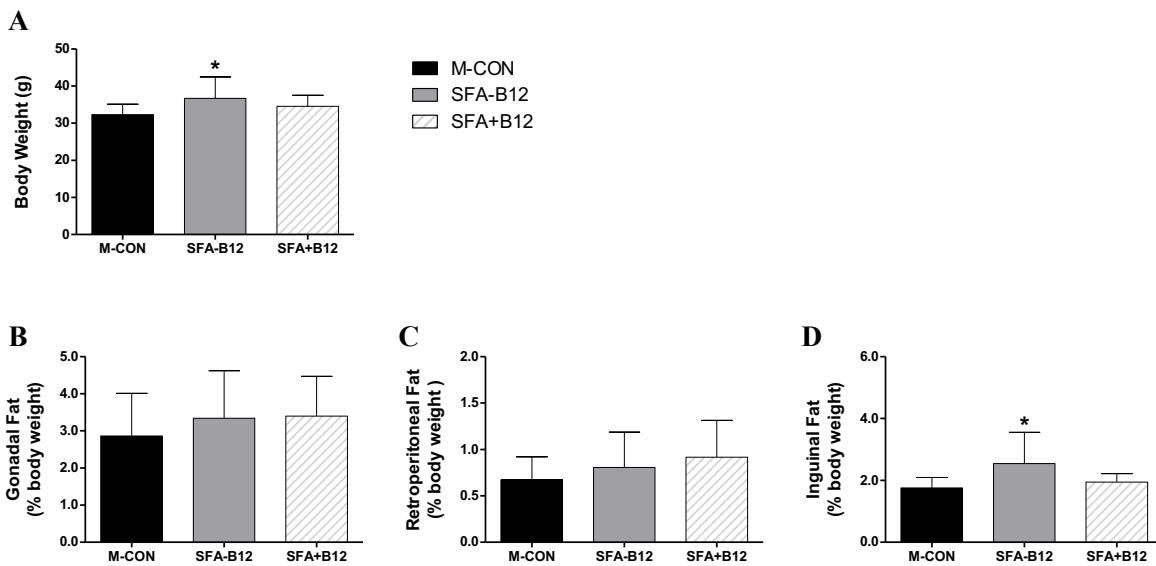 A
Body Weight (g)
50
40
30
20
10
0
*
M-CON
SFA-B12
SFA+B12
M-CON
SFA-B12
SFA+B12
B
Gonadal Fat
(% body weight)
5.0
4.0
3.0
2.0
1.0
0.0
M-CON
SFA-B12
SFA+B12
C
Retroperitoneal Fat
(% body weight )
2.0
1.5
1.0
0.5
0.0
M-CON
SFA-B12
SFA+B12
D
Inguinal Fat
(% body weight)
6.0
4.0
2.0
0.0
*
M-CON
SFA-B12
SFA+B12